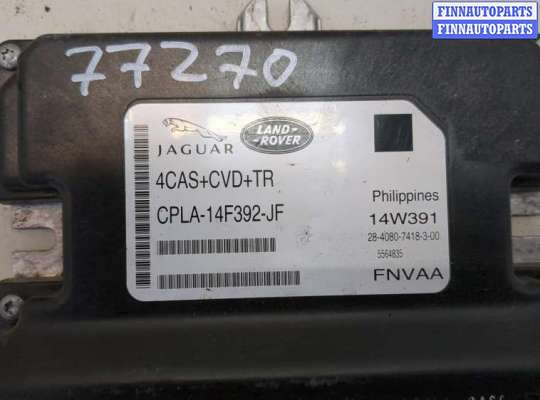 FINNAUTOPARTS
FINNAUTOPARTS
77270
JAGUAR
LAND-
-ROVER
4CAS+CVD+TR
CPLA-14F392-JF
Philippines
14W391
28-4080-7418-3-00
5564835
FNVAA